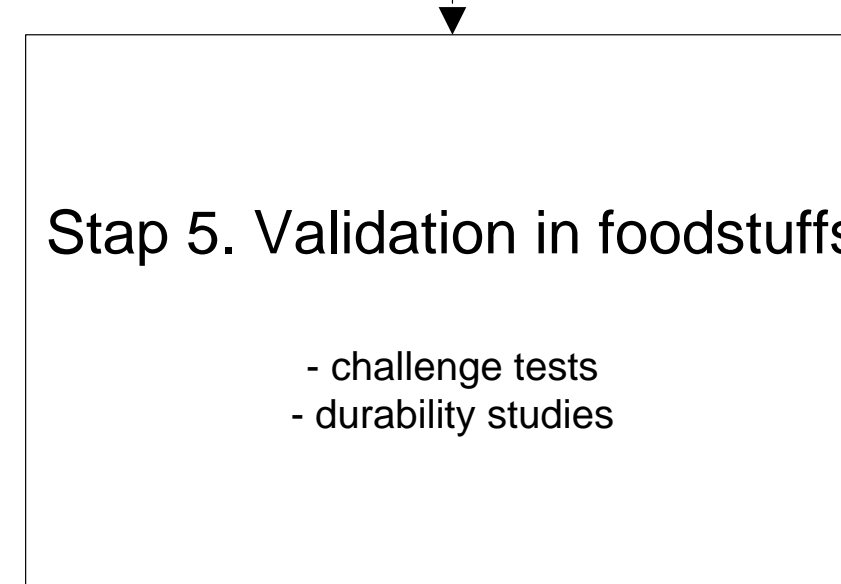 Stap 5. Validation in foodstuffs
- challenge tests
- durability studies